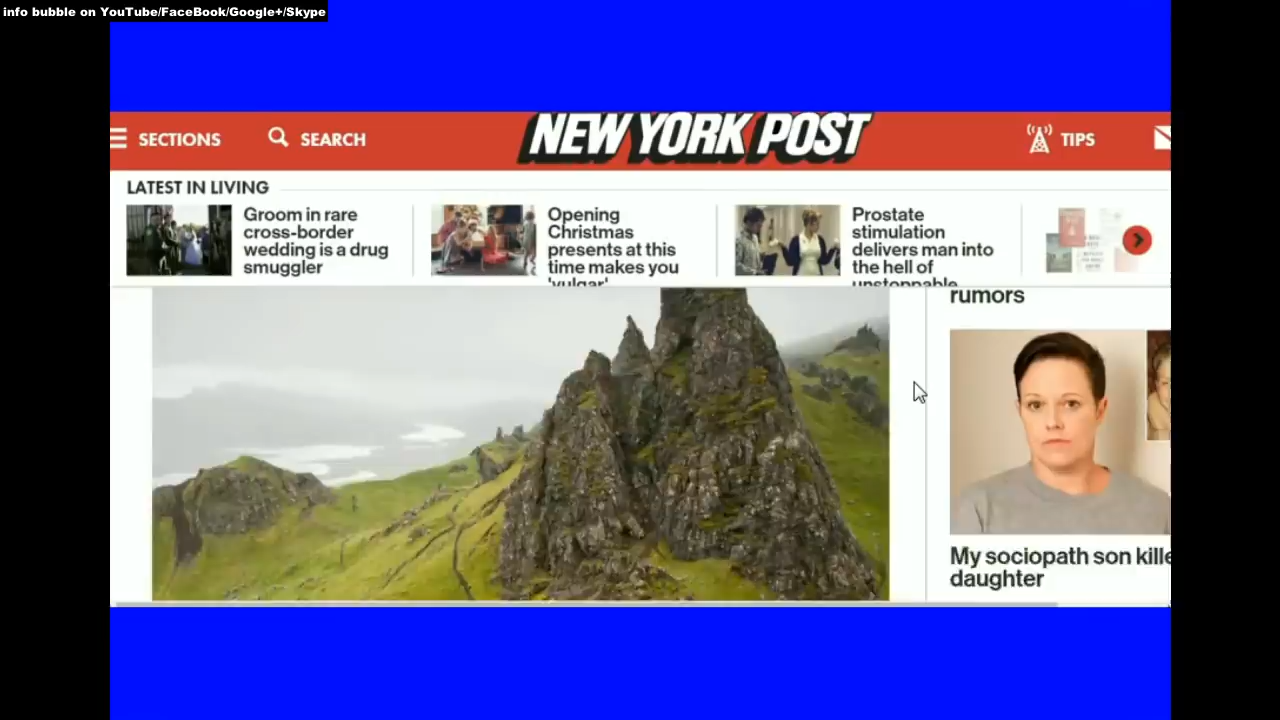 info bubble on YouTube/FaceBook/Google+/Skype
SECTIONS
SEARCH
NEW YORK POST
TIPS
LATEST IN LIVING
Groom in rare
cross-border
wedding is a drug
smuggler
Opening
Christmas
presents at this
time makes you
'vulgar'
Prostate
stimulation
delivers man into
the hell of
unstoppable
rumors
My sociopath son kille
daughter